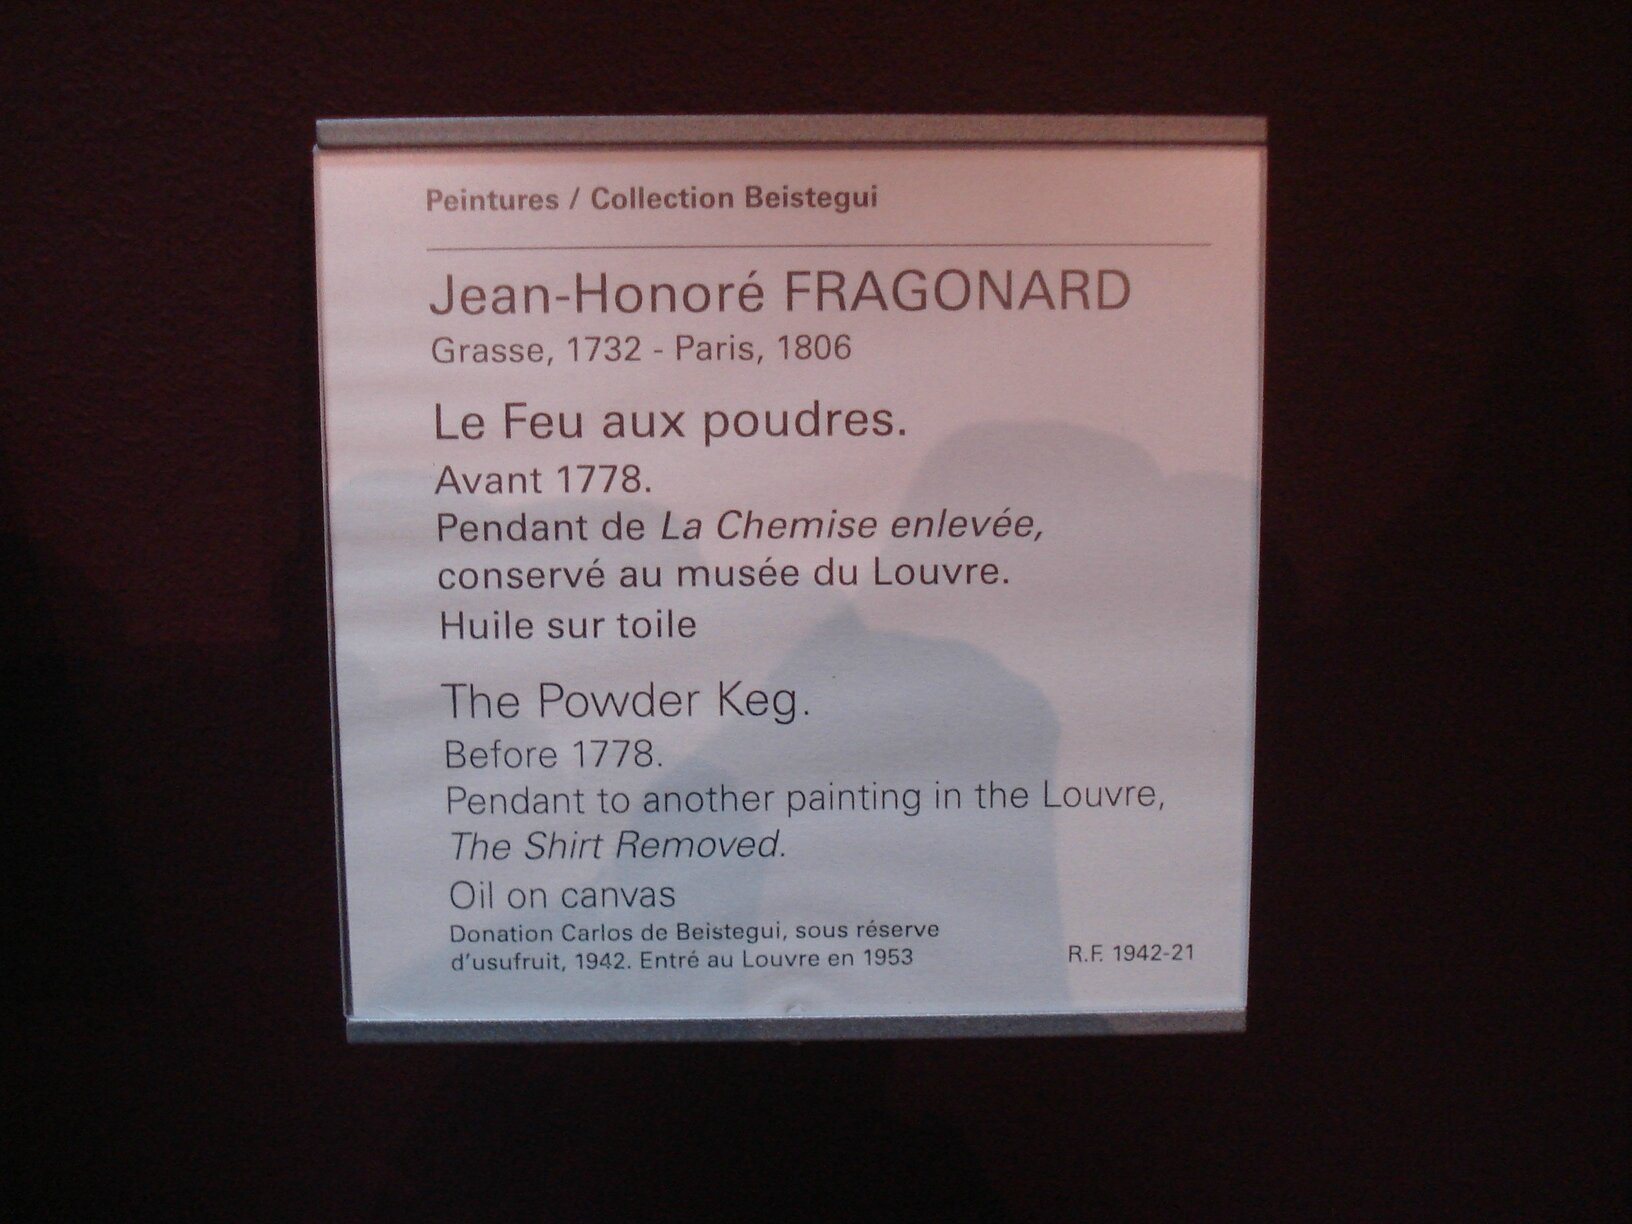 Peintures / Collection Beistegui
Jean-Honoré FRAGONARD
Grasse, 1732 - Paris, 1806
Le Feu aux poudres.
Avant 1778.
Pendant de La Chemise enlevée,
conservé au musée du Louvre.
Huile sur toile
The Powder Keg.
Before 1778.
Pendant to another painting in the Louvre,
The Shirt Removed.
Oil on canvas
Donation Carlos de Beistegui, sous réserve
d'usufruit, 1942. Entré au Louvre en 1953
R.F. 1942-21